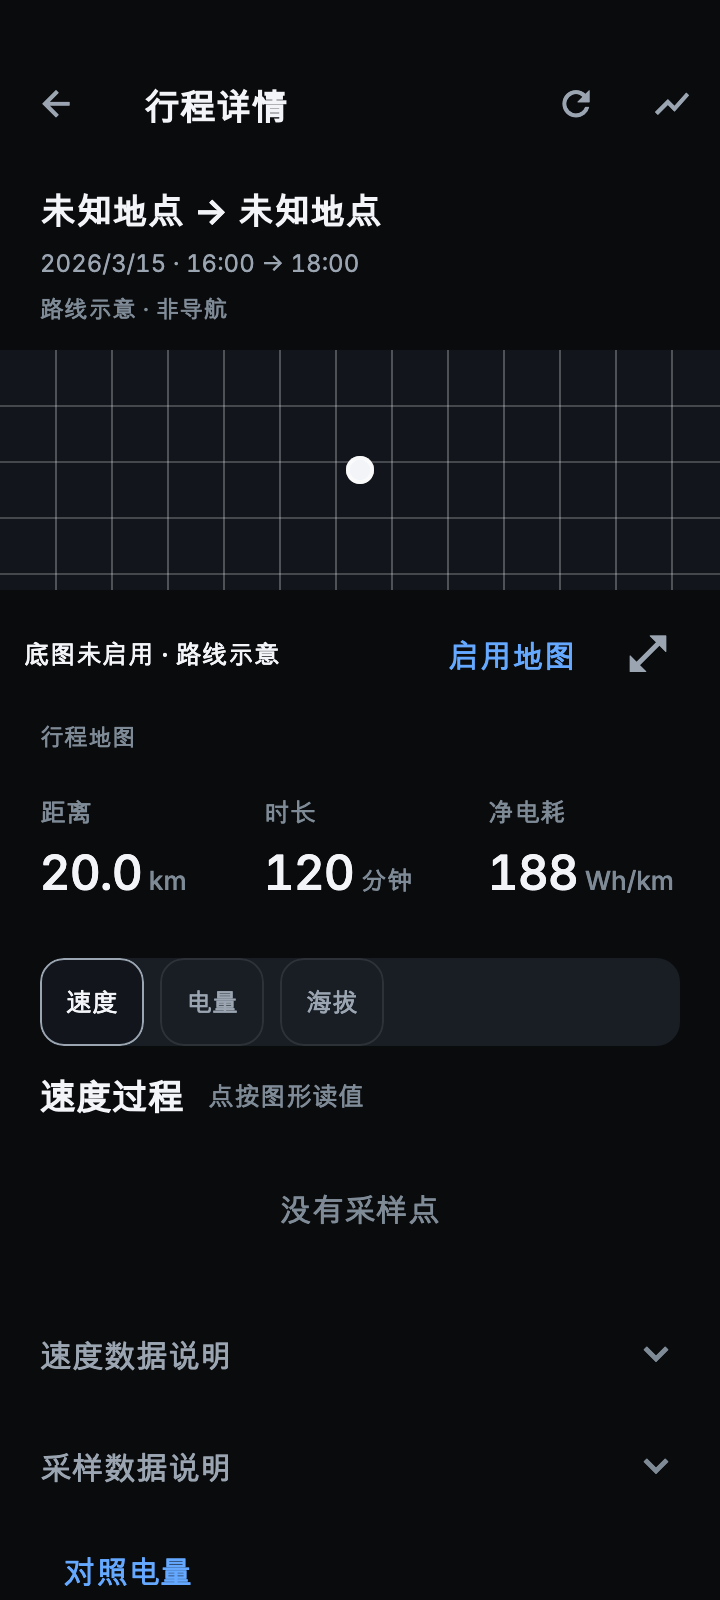 行程详情
未知地点 → 未知地点
2026/3/15 · 16:00 → 18:00
路线示意 · 非导航
底图未启用 · 路线示意 启用地图
行程地图
距离 时长 净电耗
20.0 km 120 分钟 188 Wh/km
速度 电量 海拔
速度过程 点按图形读值
没有采样点
速度数据说明
采样数据说明
对照电量